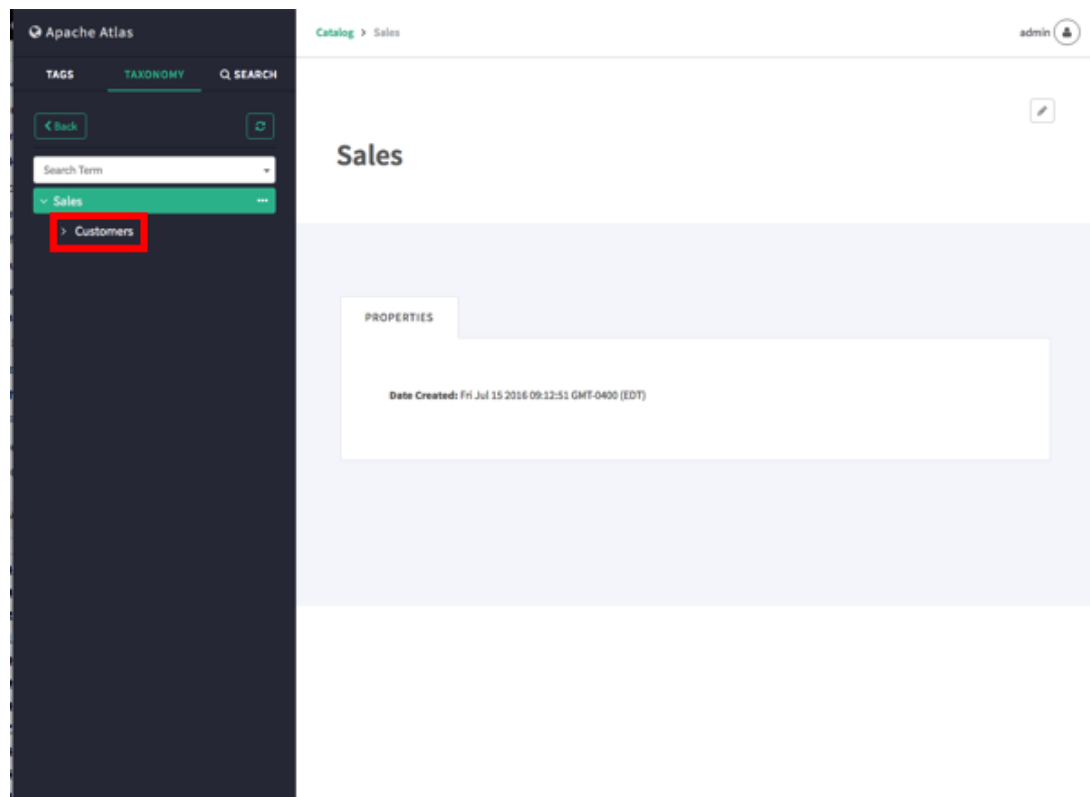 Apache Atlas
Catalog > Sales
admin
TAGS TAXONOMY SEARCH
Back
Search Term
Sales
Customers
Sales
PROPERTIES
Date Created: Fri Jul 15 2016 09:12:51 GMT-0400 (EDT)